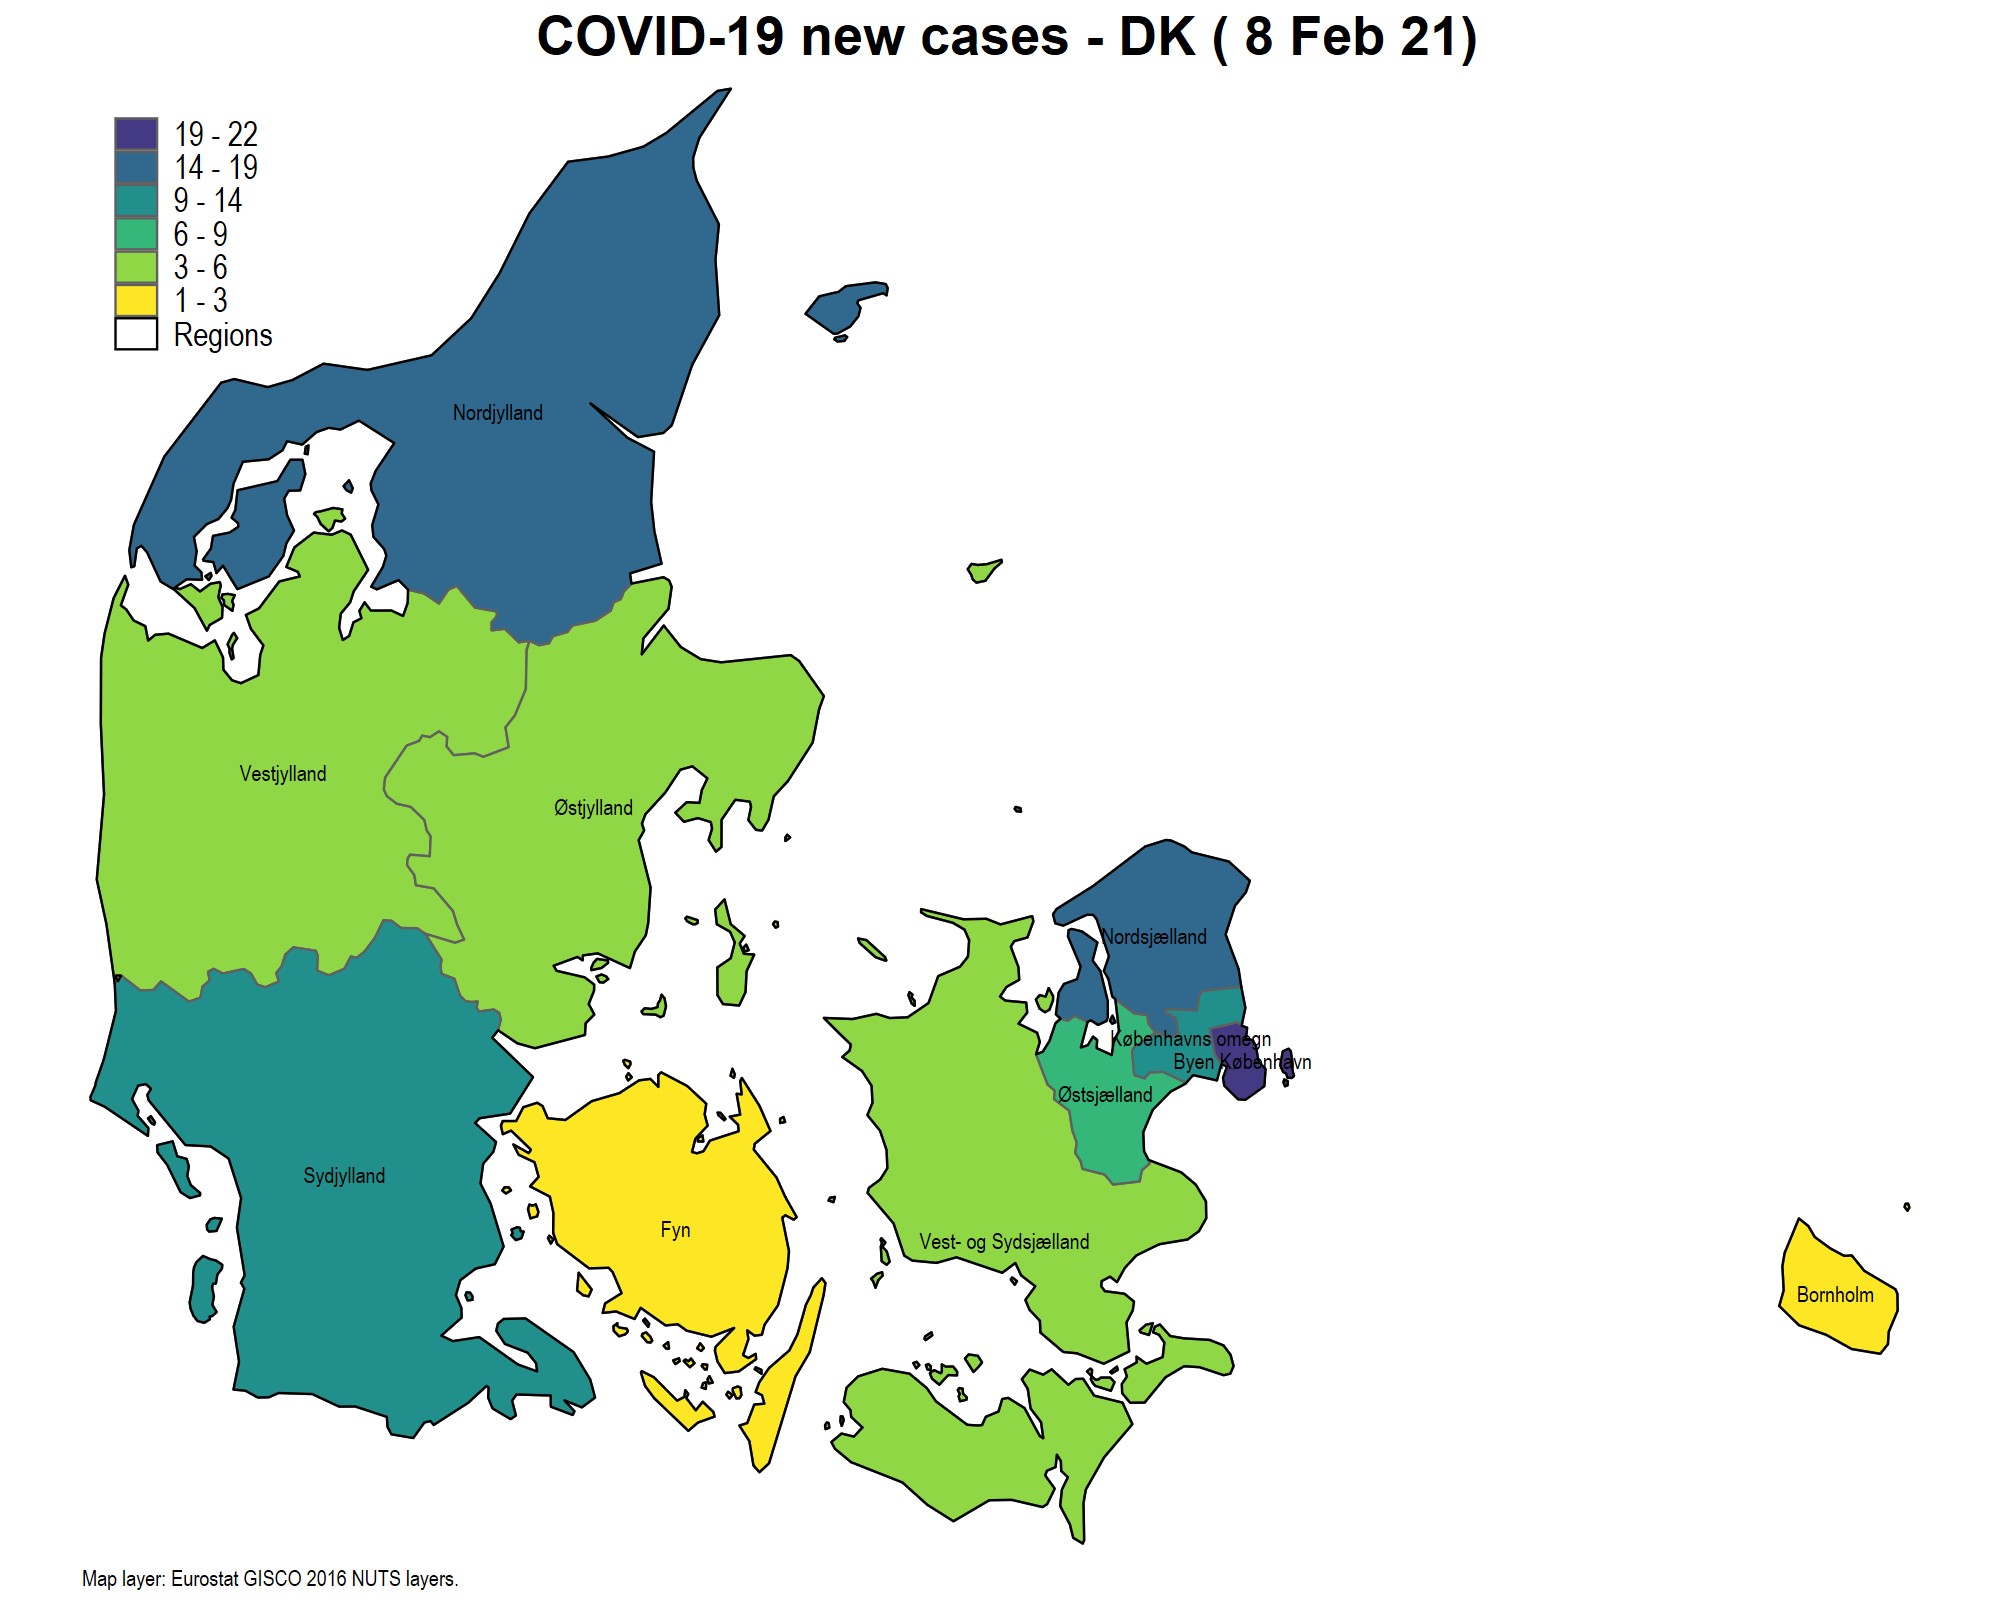 COVID-19 new cases - DK ( 8 Feb 21)
19 - 22
14 - 19
9 - 14
6 - 9
3 - 6
1 - 3
Regions
Nordjylland
Vestjylland
Østjylland
Nordsjælland
Københavns omegn
Byen København
Østsjælland
Sydjylland
Fyn
Vest- og Sydsjælland
Bornholm
Map layer: Eurostat GISCO 2016 NUTS layers.